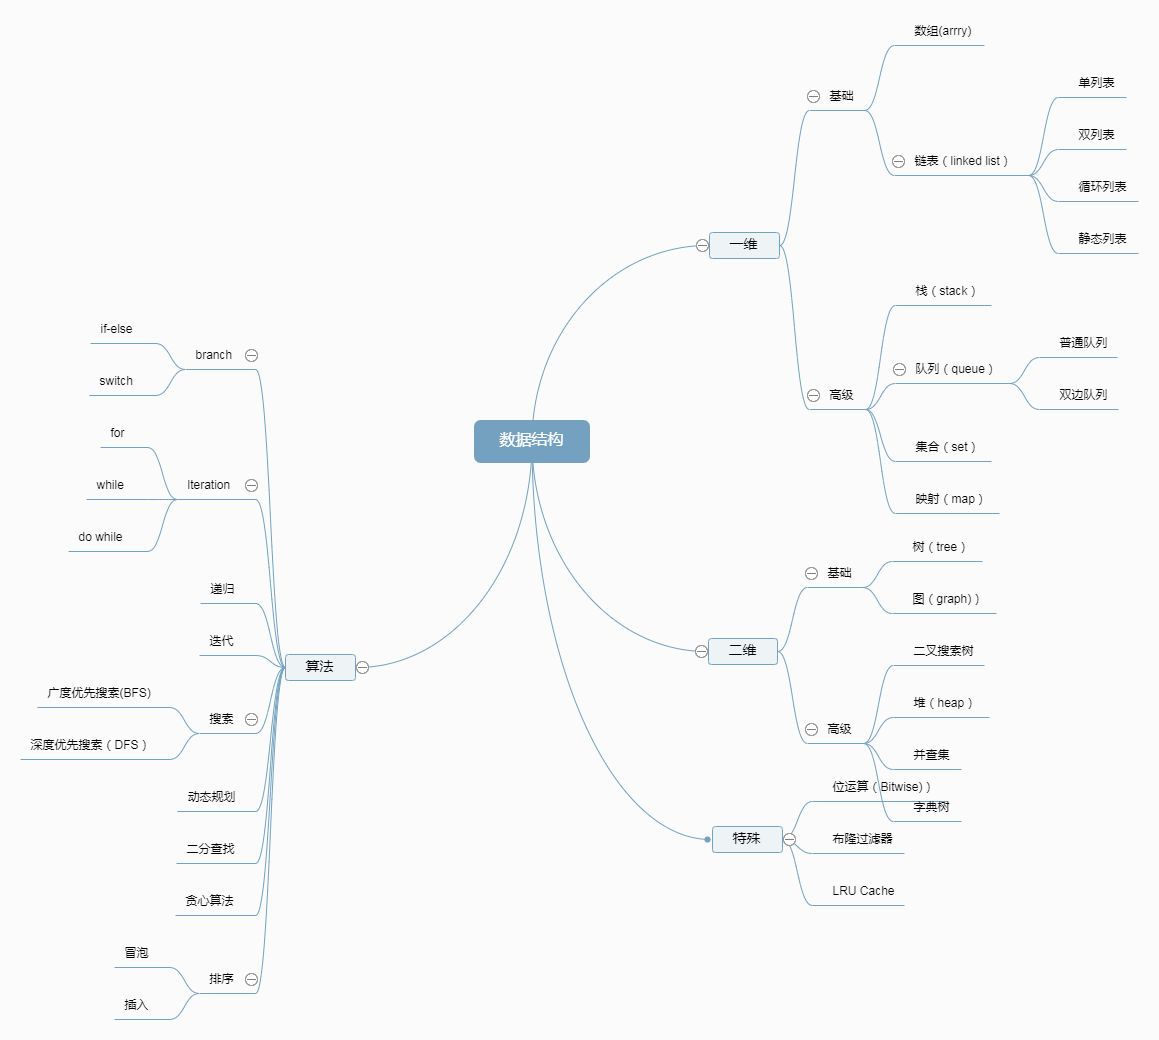 数据结构
一维
基础
数组(arrry)
链表（linked list）
单列表
双列表
循环列表
静态列表
高级
栈（stack）
队列（queue）
普通队列
双边队列
集合（set）
映射（map）
二维
基础
树（tree）
图（graph)）
高级
二叉搜索树
堆（heap）
并查集
字典树
特殊
位运算（Bitwise)）
布隆过滤器
LRU Cache
算法
branch
if-else
switch
Iteration
for
while
do while
递归
迭代
搜索
广度优先搜索(BFS)
深度优先搜索（DFS）
动态规划
二分查找
贪心算法
排序
冒泡
插入